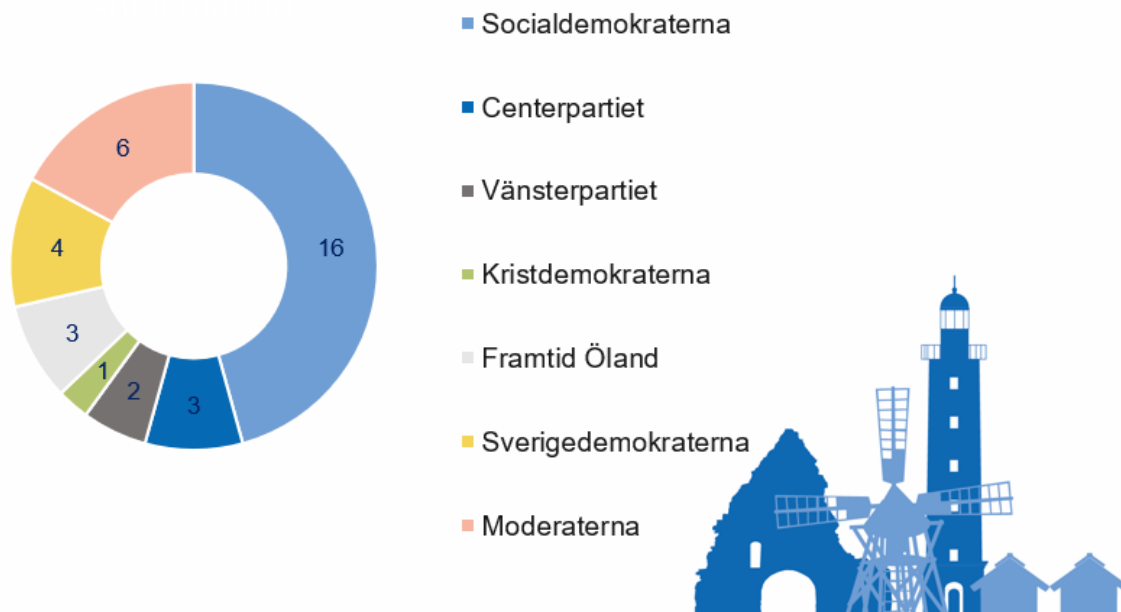 Socialdemokraterna
Centerpartiet
Vänsterpartiet
Kristdemokraterna
Framtid Öland
Sverigedemokraterna
Moderaterna
16
3
2
1
3
4
6